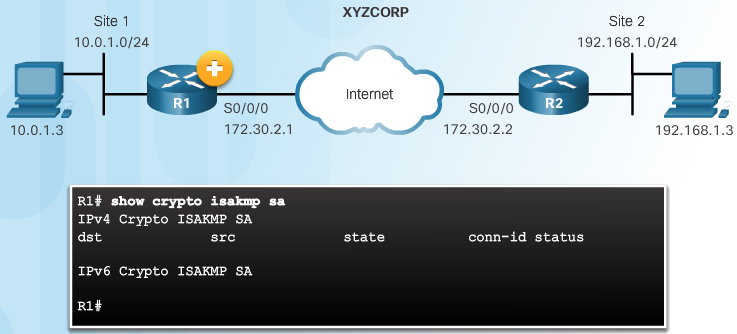 XYZCORP
Site 1
10.0.1.0/24
Site 2
192.168.1.0/24
R1
Internet
R2
S0/0/0
172.30.2.1
S0/0/0
172.30.2.2
10.0.1.3
192.168.1.3
R1# show crypto isakmp sa
IPv4 Crypto ISAKMP SA
dst src state conn-id status
IPv6 Crypto ISAKMP SA
R1#